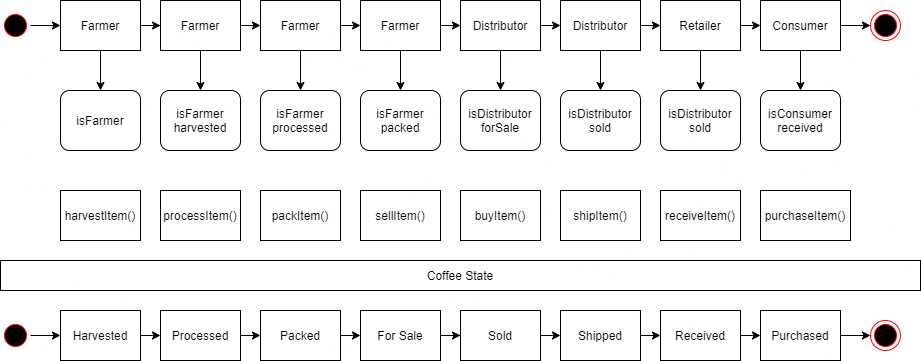 Farmer Farmer Farmer Farmer Distributor Distributor Retailer Consumer
isFarmer
isFarmer
harvested
isFarmer
processed
isFarmer
packed
isDistributor
forSale
isDistributor
sold
isDistributor
sold
isConsumer
received
harvestItem() processItem() packItem() sellItem() buyItem() shipItem() receiveItem() purchaseItem()
Coffee State
Harvested Processed Packed For Sale Sold Shipped Received Purchased